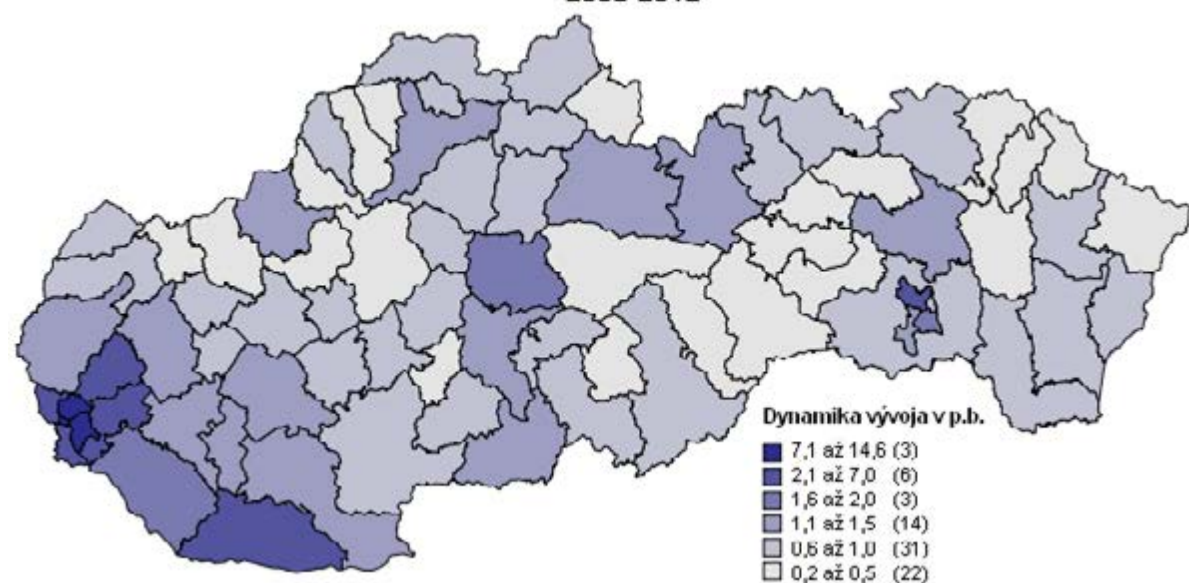 Dynamika vývoja v p.b.
7,1 až 14,6 (3)
2,1 až 7,0 (6)
1,6 až 2,0 (3)
1,1 až 1,5 (14)
0,6 až 1,0 (31)
0,2 až 0,5 (22)